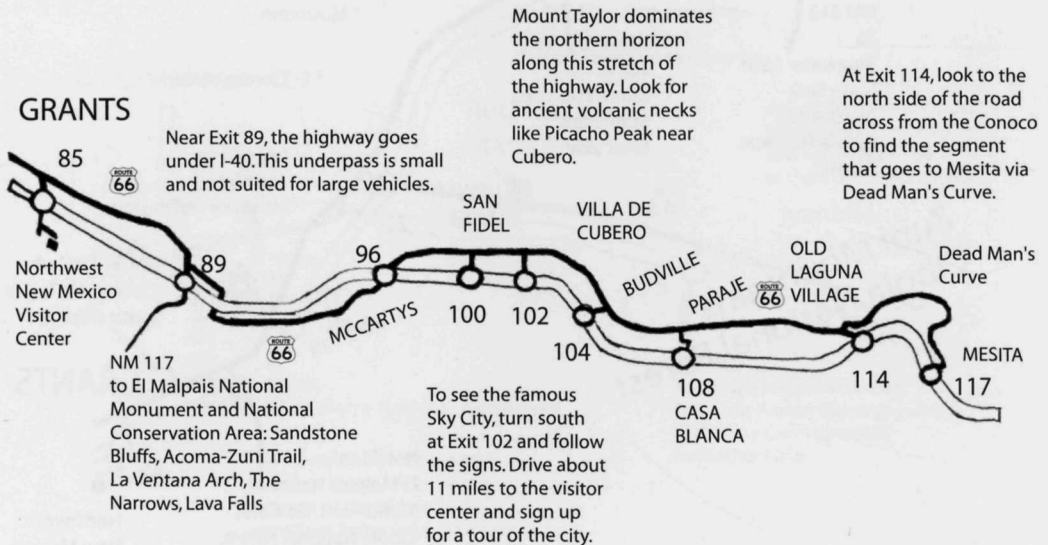 Mount Taylor dominates
the northern horizon
along this stretch of
the highway. Look for
ancient volcanic necks
like Picacho Peak near
Cubero.
At Exit 114, look to the
north side of the road
across from the Conoco
to find the segment
that goes to Mesita via
Dead Man's Curve.
GRANTS
Near Exit 89, the highway goes
under I-40.This underpass is small
and not suited for large vehicles.
85
ROUTE
66
Northwest
New Mexico
Visitor
Center
89
NM 117
to El Malpais National
Monument and National
Conservation Area: Sandstone
Bluffs, Acoma-Zuni Trail,
La Ventana Arch, The
Narrows, Lava Falls
ROUTE
66
MCCARTYS
96
SAN
FIDEL
100
102
VILLA DE
CUBERO
104
BUDVILLE
PARAJE
ROUTE
66
108
CASA
BLANCA
OLD
LAGUNA
VILLAGE
114
Dead Man's
Curve
MESITA
117
To see the famous
Sky City, turn south
at Exit 102 and follow
the signs. Drive about
11 miles to the visitor
center and sign up
for a tour of the city.